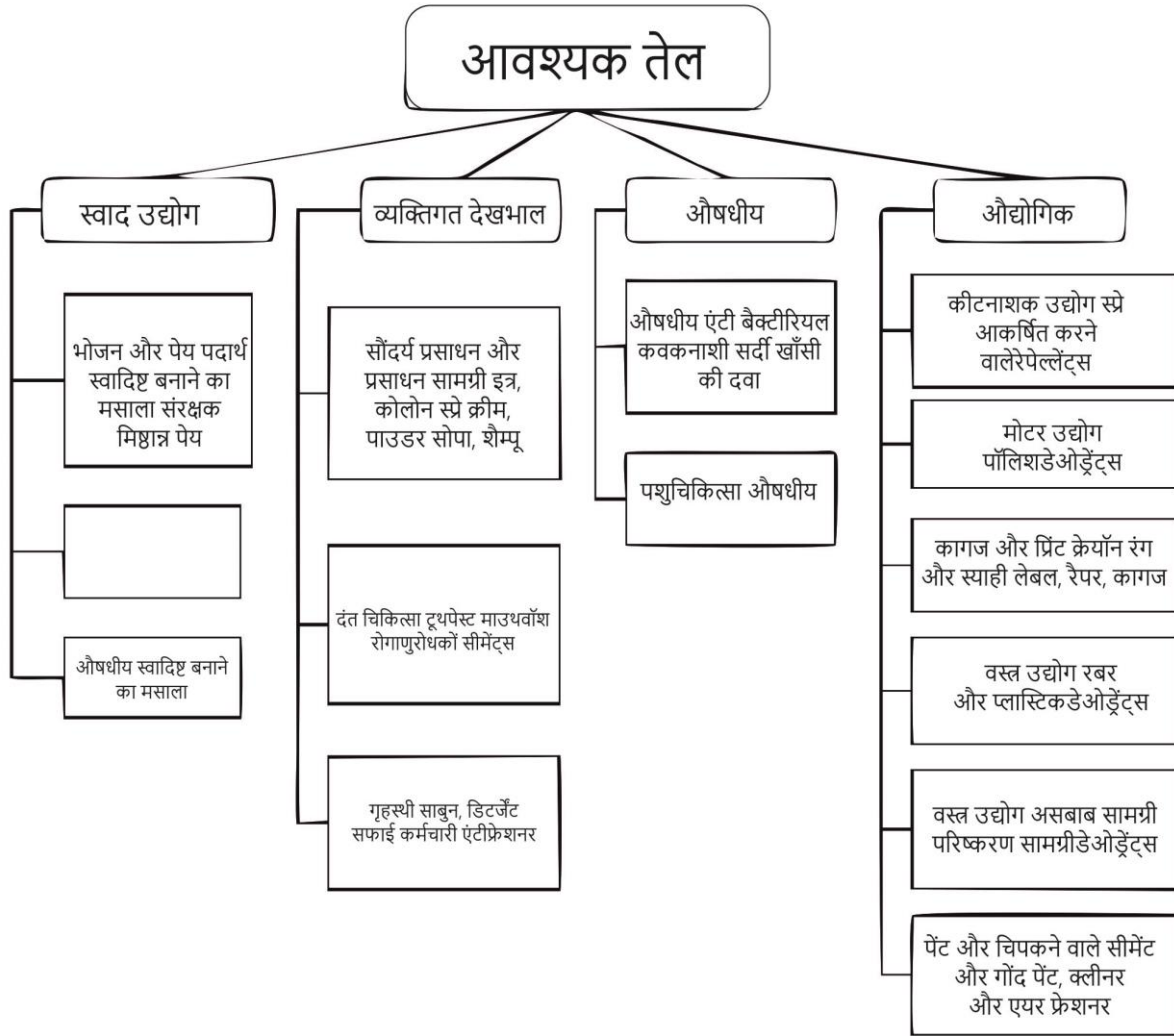 आवश्यक तेल
स्वाद उद्योग
भोजन और पेय पदार्थ
स्वादिष्ट बनाने का
मसाला संरक्षक
मिष्ठान्न पेय
औषधीय स्वादिष्ट बनाने
का मसाला
व्यक्तिगत देखभाल
सौंदर्य प्रसाधन और
प्रसाधन सामग्री इत्र,
कोलोन स्प्रे क्रीम,
पाउडर सोपा, शैम्पू
दंत चिकित्सा टूथपेस्ट माउथवॉश
रोगाणुरोधकों सीमेंट्स
गृहस्थी साबुन, डिटर्जेंट
सफाई कर्मचारी एंटीफ्रेशनर
औषधीय
औषधीय एंटी बैक्टीरियल
कवकनाशी सर्दी खाँसी
की दवा
पशुचिकित्सा औषधीय
औद्योगिक
कीटनाशक उद्योग स्प्रे
आकर्षित करने
वालेरेपेल्लेंट्स
मोटर उद्योग
पॉलिशडेओड्रेंट्स
कागज और प्रिंट क्रेयॉन रंग
और स्याही लेबल, रैपर, कागज
वस्त्र उद्योग रबर
और प्लास्टिकडेओड्रेंट्स
वस्त्र उद्योग असबाब सामग्री
परिष्करण सामग्रीडेओड्रेंट्स
पेंट और चिपकने वाले सीमेंट
और गोंद पेंट, क्लीनर
और एयर फ्रेशनर